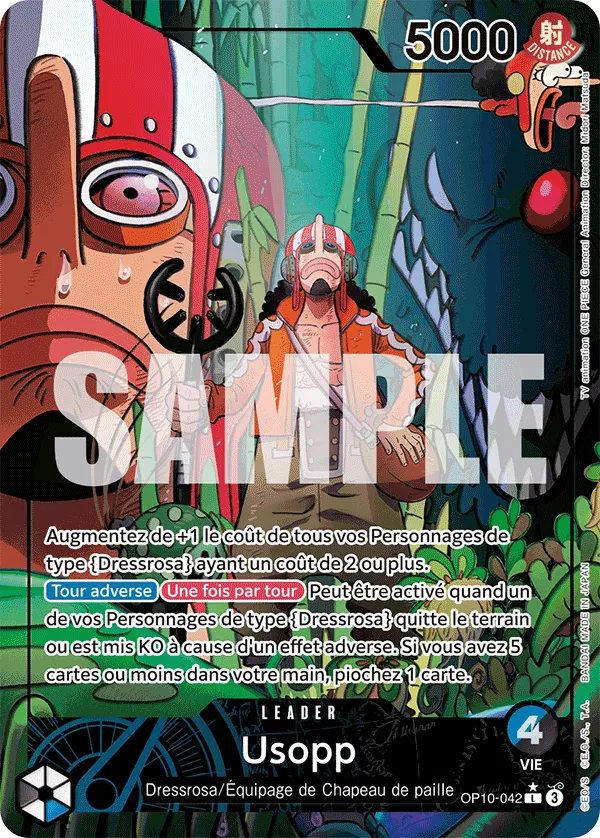 5000
射
DISTANCE
TV animation ONE PIECE General Animation Director: Midori Matsuda
SAMPLE
Augmentez de +1 le coût de tous vos Personnages de
type {Dressrosa} ayant un coût de 2 ou plus.
Tour adverse Une fois par tour Peut être activé quand un
de vos Personnages de type {Dressrosa} quitte le terrain
ou est mis KO à cause d'un effet adverse. Si vous avez 5
cartes ou moins dans votre main, piochez 1 carte.
©EO/S ©E.O./S., T.A. BANDAI MADE IN JAPAN
LEADER
Usopp
4
VIE
Dressrosa/Équipage de Chapeau de paille
OP10-042 L 3